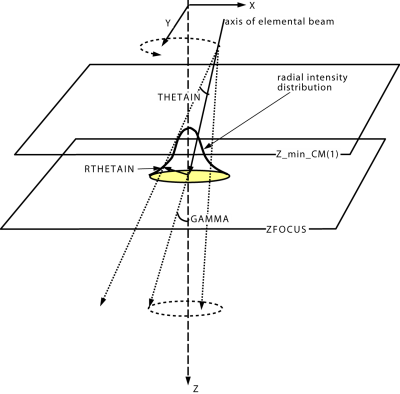 X
Y
axis of elemental beam
radial intensity
distribution
THETAIN
Z_min_CM(1)
RTHETAIN
GAMMA
ZFOCUS
Z